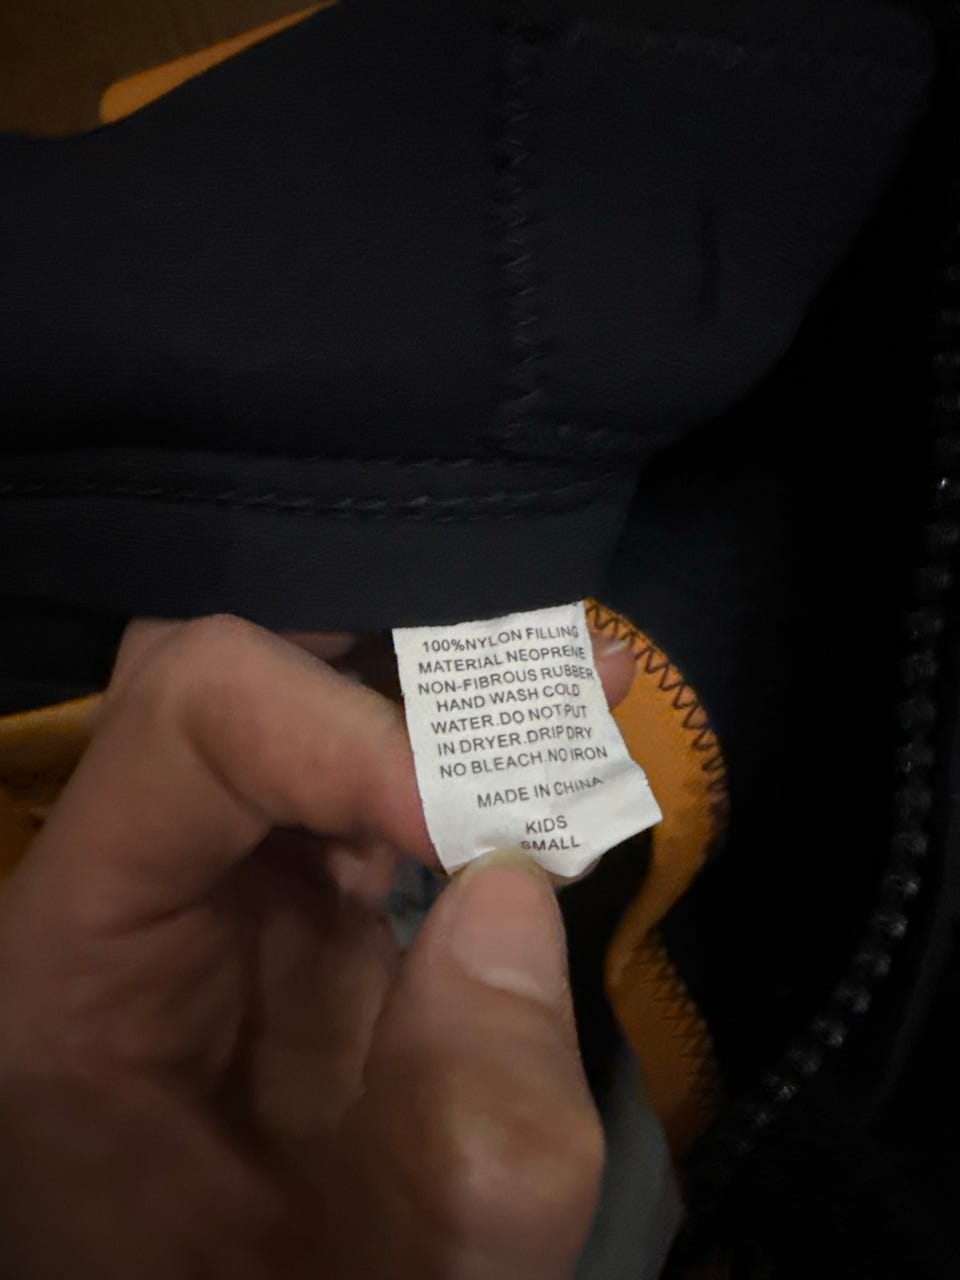 100%NYLON FILLING
MATERIAL NEOPRENE
NON-FIBROUS RUBBER
HAND WASH COLD
WATER.DO NOT PUT
IN DRYER.DRIP DRY
NO BLEACH.NO IRON
MADE IN CHINA
KIDS
SMALL